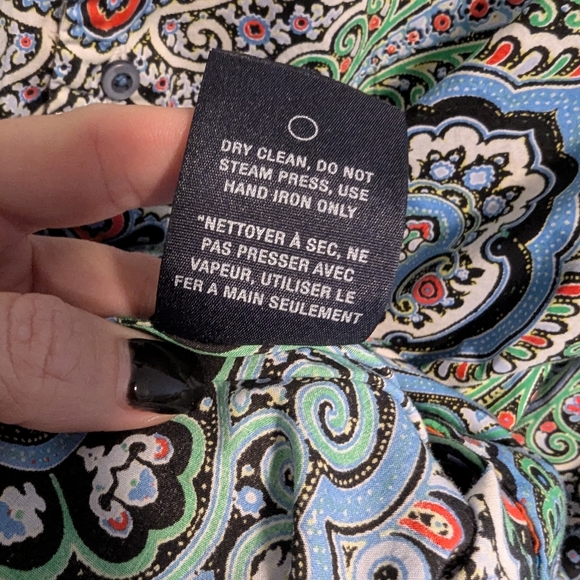 DRY CLEAN, DO NOT
STEAM PRESS, USE
HAND IRON ONLY
"NETTOYER À SEC, NE
PAS PRESSER AVEC
VAPEUR, UTILISER LE
FER A MAIN SEULEMENT